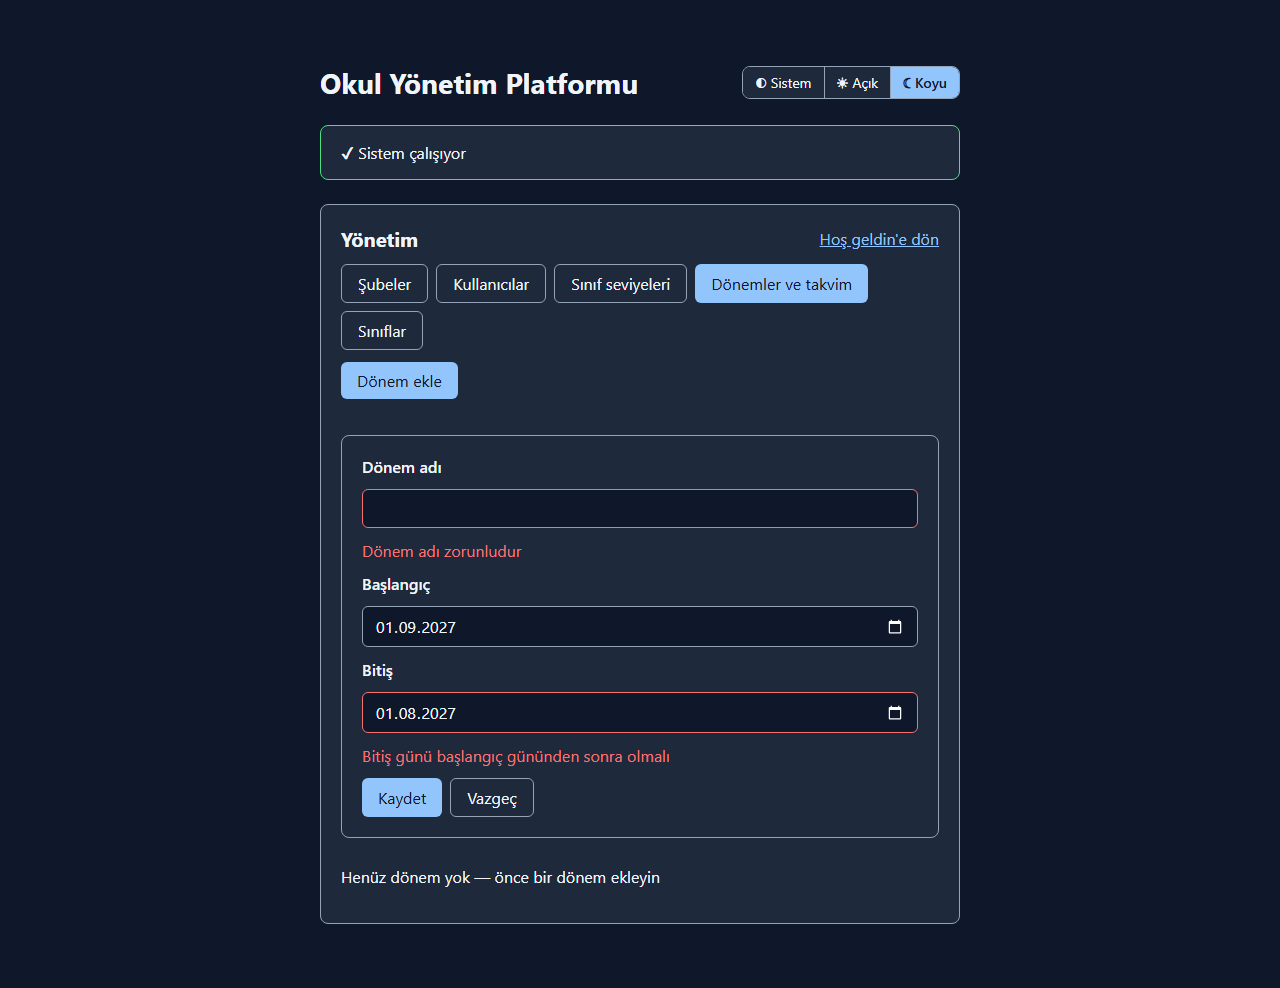 Okul Yönetim Platformu
Sistem
Açık
Koyu
✓ Sistem çalışıyor
Yönetim
Hoş geldin'e dön
Şubeler
Kullanıcılar
Sınıf seviyeleri
Dönemler ve takvim
Sınıflar
Dönem ekle
Dönem adı
Dönem adı zorunludur
Başlangıç
01.09.2027
Bitiş
01.08.2027
Bitiş günü başlangıç gününden sonra olmalı
Kaydet
Vazgeç
Henüz dönem yok — önce bir dönem ekleyin